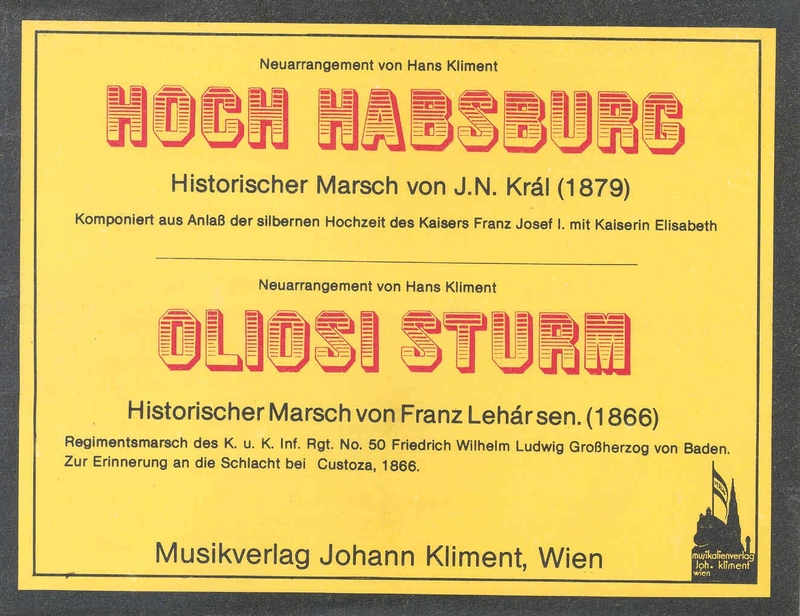 Neuarrangement von Hans Kliment
HOCH HABSBURG
Historischer Marsch von J.N. Král (1879)
Komponiert aus Anlaß der silbernen Hochzeit des Kaisers Franz Josef I. mit Kaiserin Elisabeth
Neuarrangement von Hans Kliment
OLIOSI STURM
Historischer Marsch von Franz Lehár sen. (1866)
Regimentsmarsch des K. u. K. Inf. Rgt. No. 50 Friedrich Wilhelm Ludwig Großherzog von Baden.
Zur Erinnerung an die Schlacht bei Custoza, 1866.
Musikverlag Johann Kliment, Wien
musikalienverlag
Joh. kliment
wien